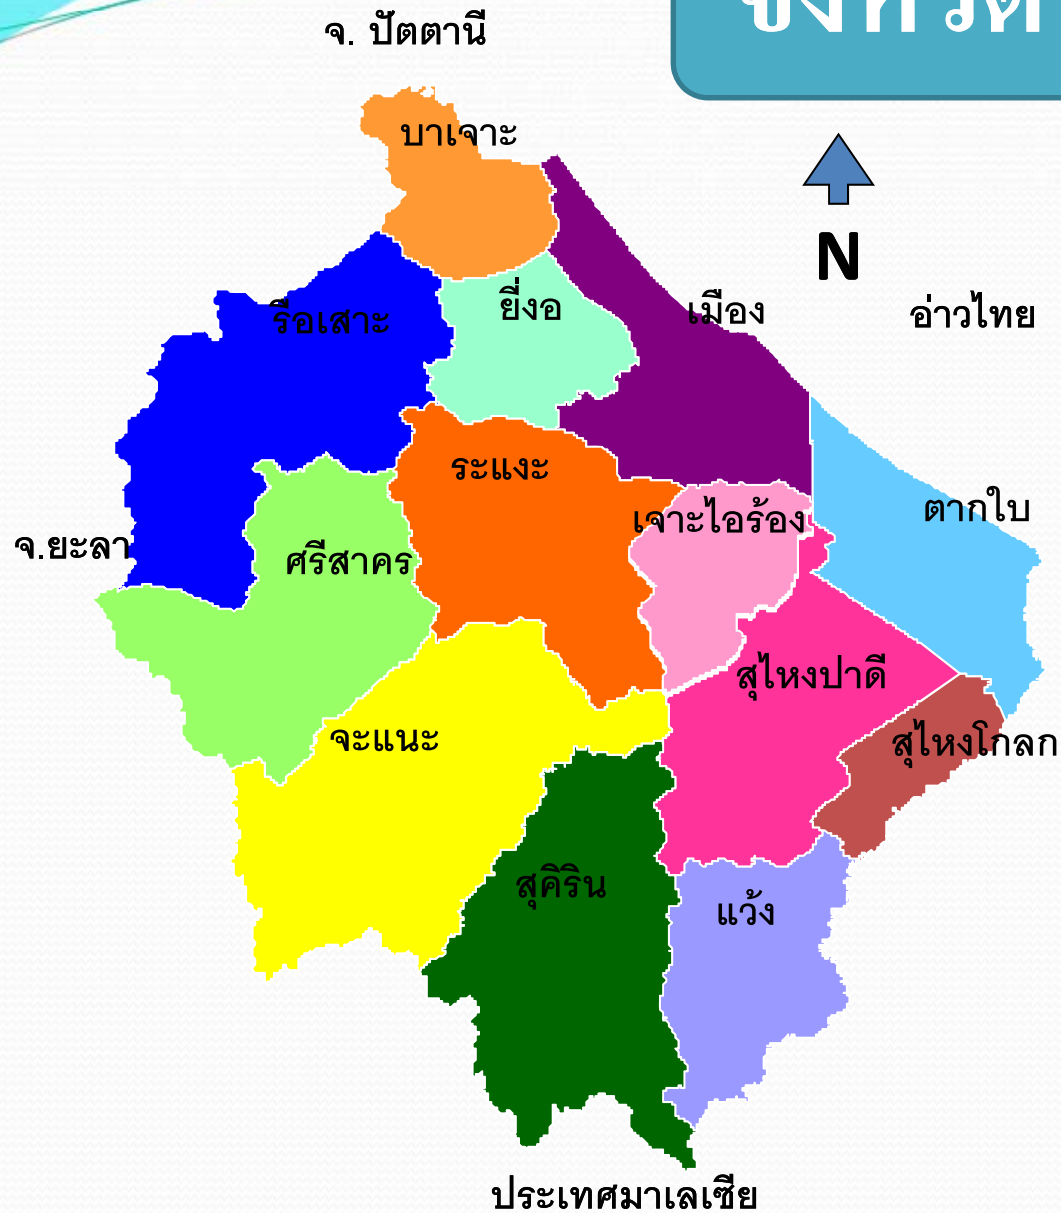 จังหวัด
จ. ปัตตานี
บาเจาะ
N
ยี่งอ
เมือง
อ่าวไทย
รือเสาะ
ระแงะ
ตากใบ
เจาะไอร้อง
จ.ยะลา
ศรีสาคร
สุไหงปาดี
จะแนะ
สุไหงโกลก
สุคิริน
แว้ง
ประเทศมาเลเซีย